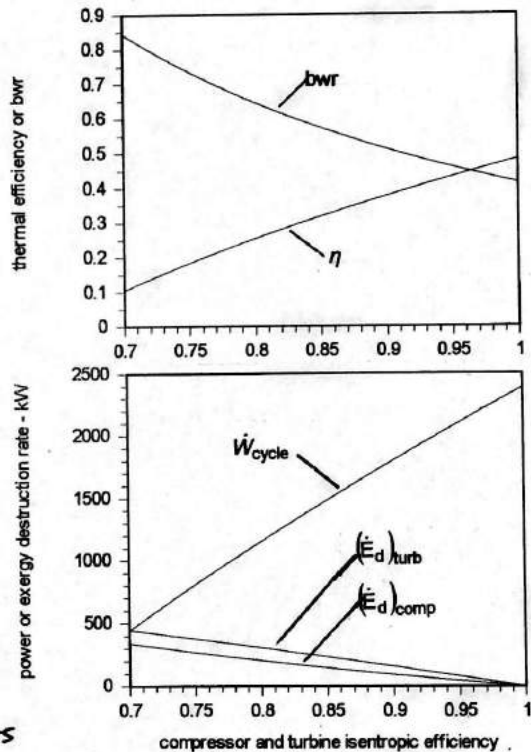 0.9
0.8
0.7
0.6
0.5
0.4
0.3
0.2
0.1
0
thermal efficiency or bwr
bwr
η
0.7 0.75 0.8 0.85 0.9 0.95 1
2500
2000
1500
1000
500
0
power or exergy destruction rate - kW
Ẇcycle
(Ėd)turb
(Ėd)comp
0.7 0.75 0.8 0.85 0.9 0.95 1
compressor and turbine isentropic efficiency